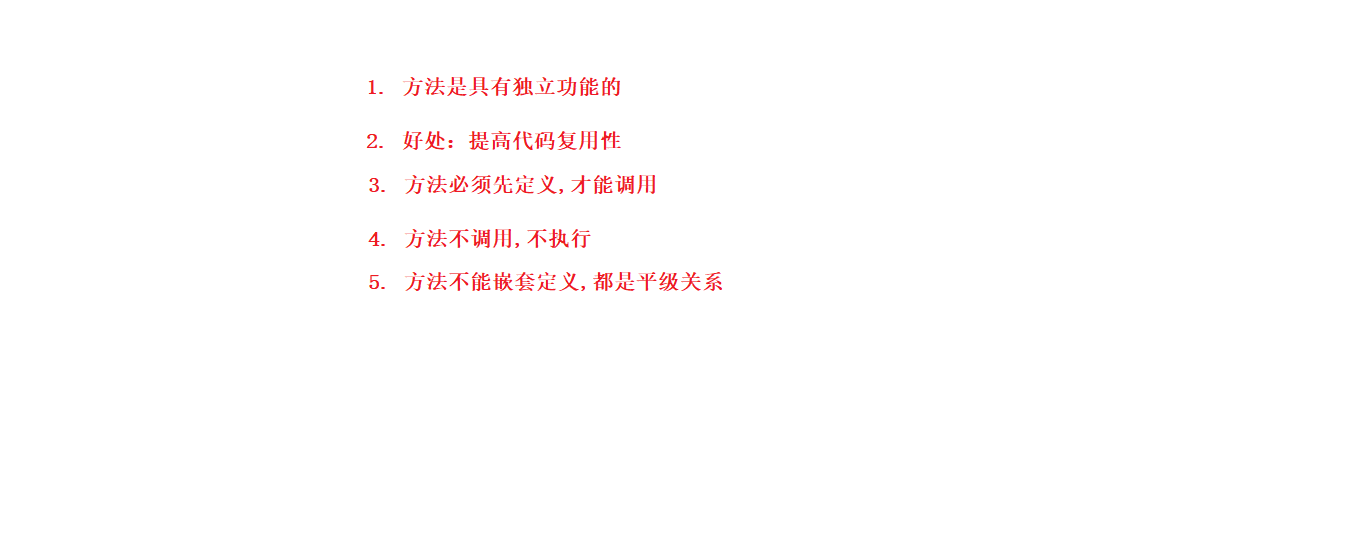 1. 方法是具有独立功能的
2. 好处：提高代码复用性
3. 方法必须先定义,才能调用
4. 方法不调用,不执行
5. 方法不能嵌套定义,都是平级关系